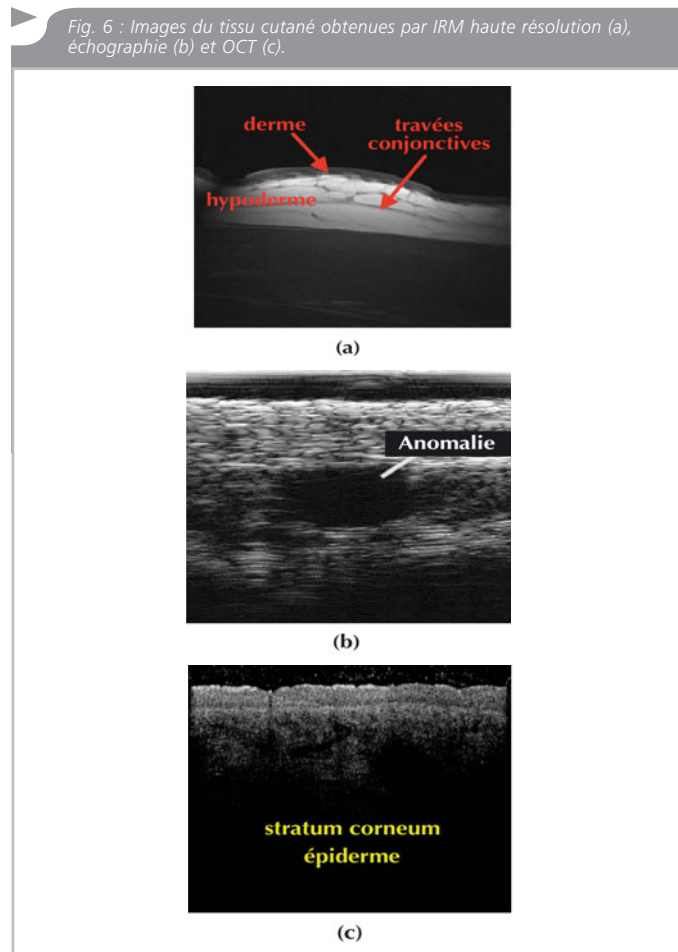 Fig. 6 : Images du tissu cutané obtenues par IRM haute résolution (a),
échographie (b) et OCT (c).
derme
travées
conjonctives
hypoderme
(a)
Anomalie
(b)
stratum corneum
épiderme
(c)